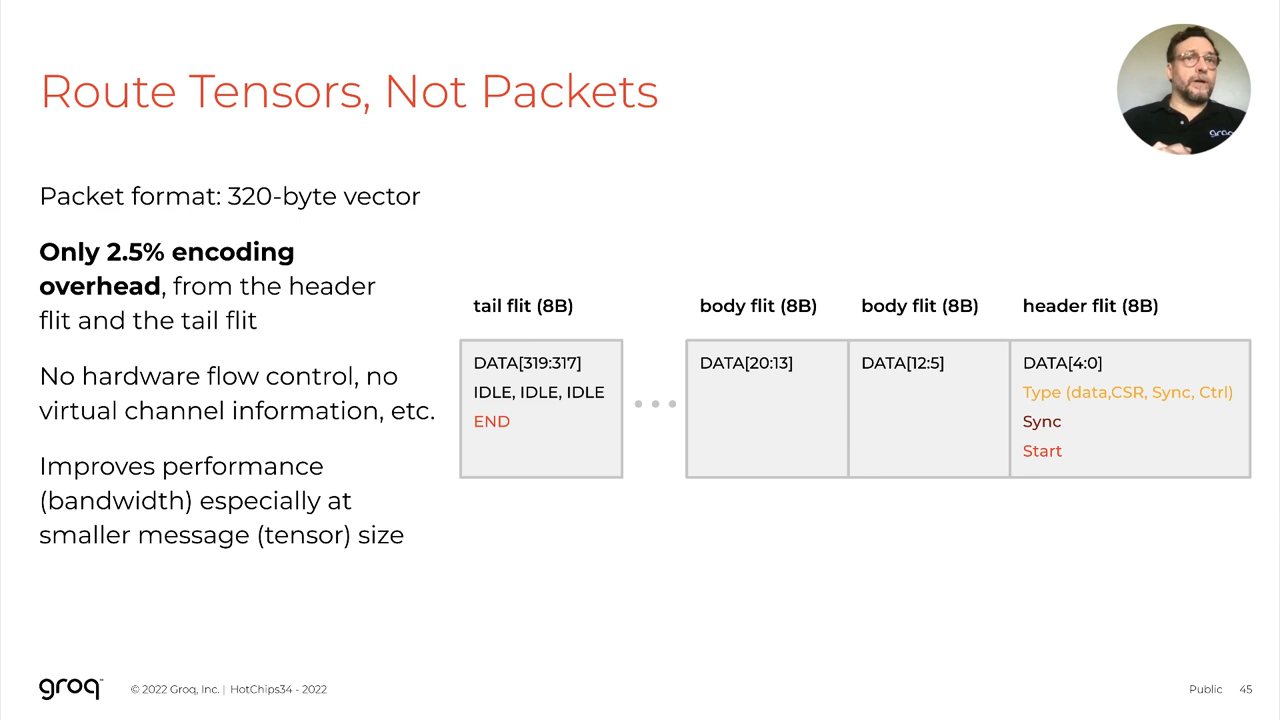 Route Tensors, Not Packets
groq
Packet format: 320-byte vector
Only 2.5% encoding
overhead, from the header
flit and the tail flit
No hardware flow control, no
virtual channel information, etc.
Improves performance
(bandwidth) especially at
smaller message (tensor) size
tail flit (8B)
DATA[319:317]
IDLE, IDLE, IDLE
END
body flit (8B)
DATA[20:13]
body flit (8B)
DATA[12:5]
header flit (8B)
DATA[4:0]
Type (data,CSR, Sync, Ctrl)
Sync
Start
groq™
© 2022 Groq, Inc. | HotChips34 - 2022
Public 45